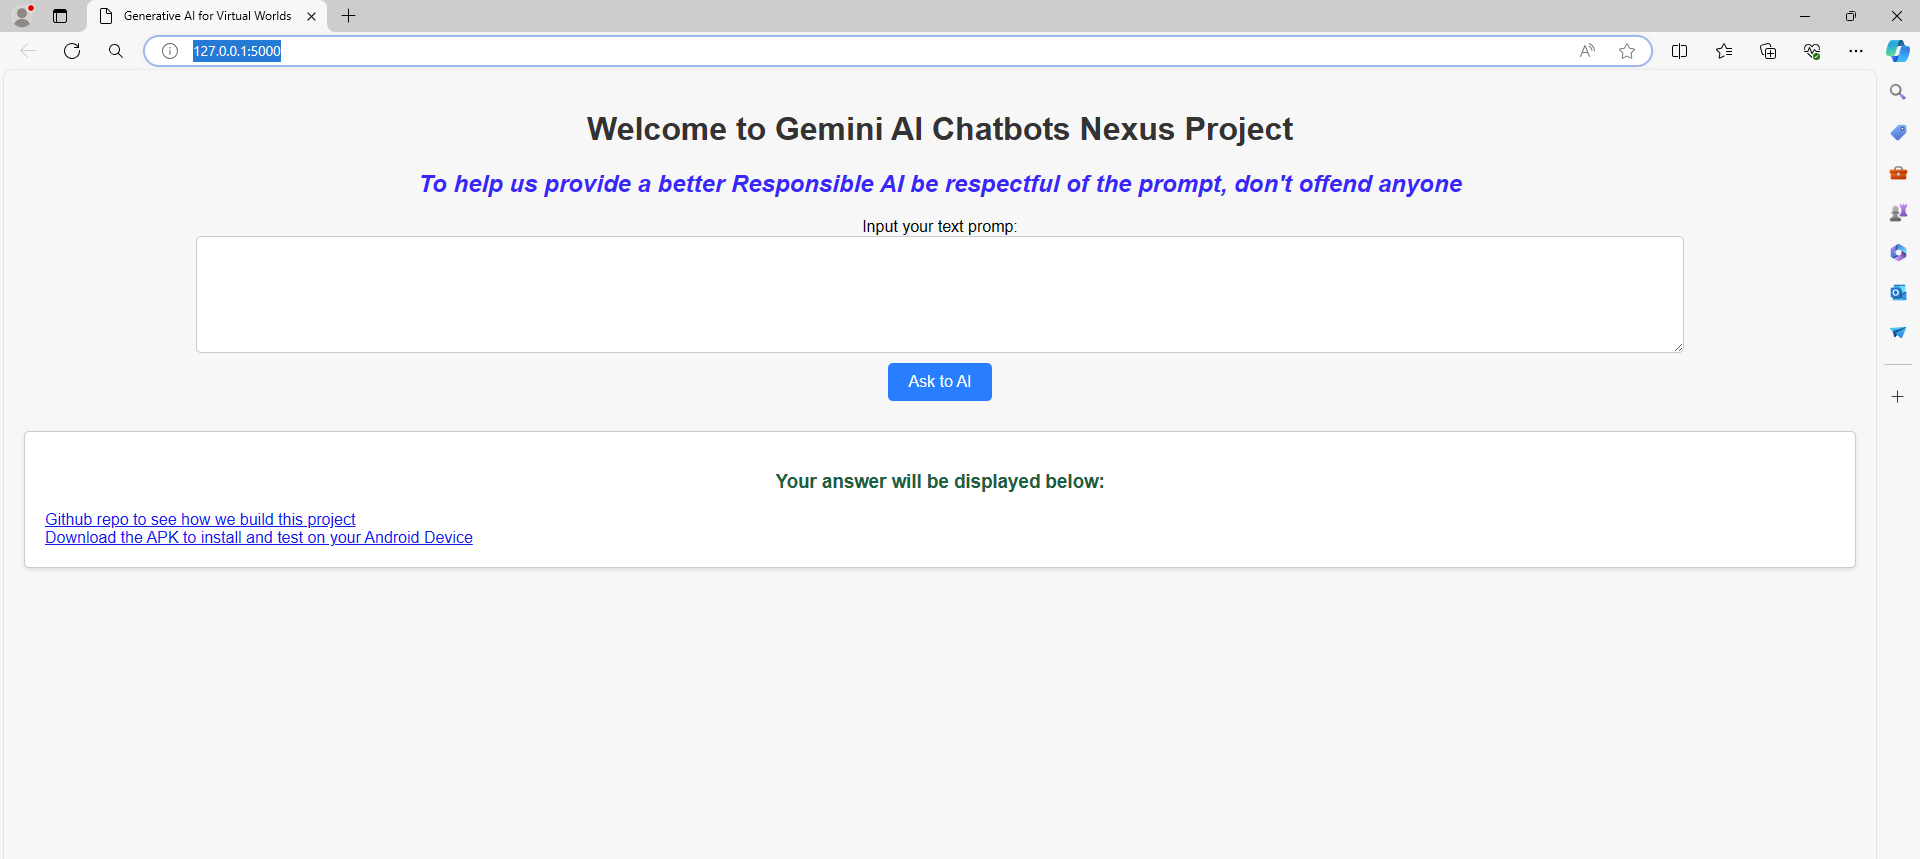 Generative AI for Virtual Worlds
127.0.0.1:5000
Welcome to Gemini AI Chatbots Nexus Project
To help us provide a better Responsible AI be respectful of the prompt, don't offend anyone
Input your text promp:
Ask to AI
Your answer will be displayed below:
Github repo to see how we build this project
Download the APK to install and test on your Android Device